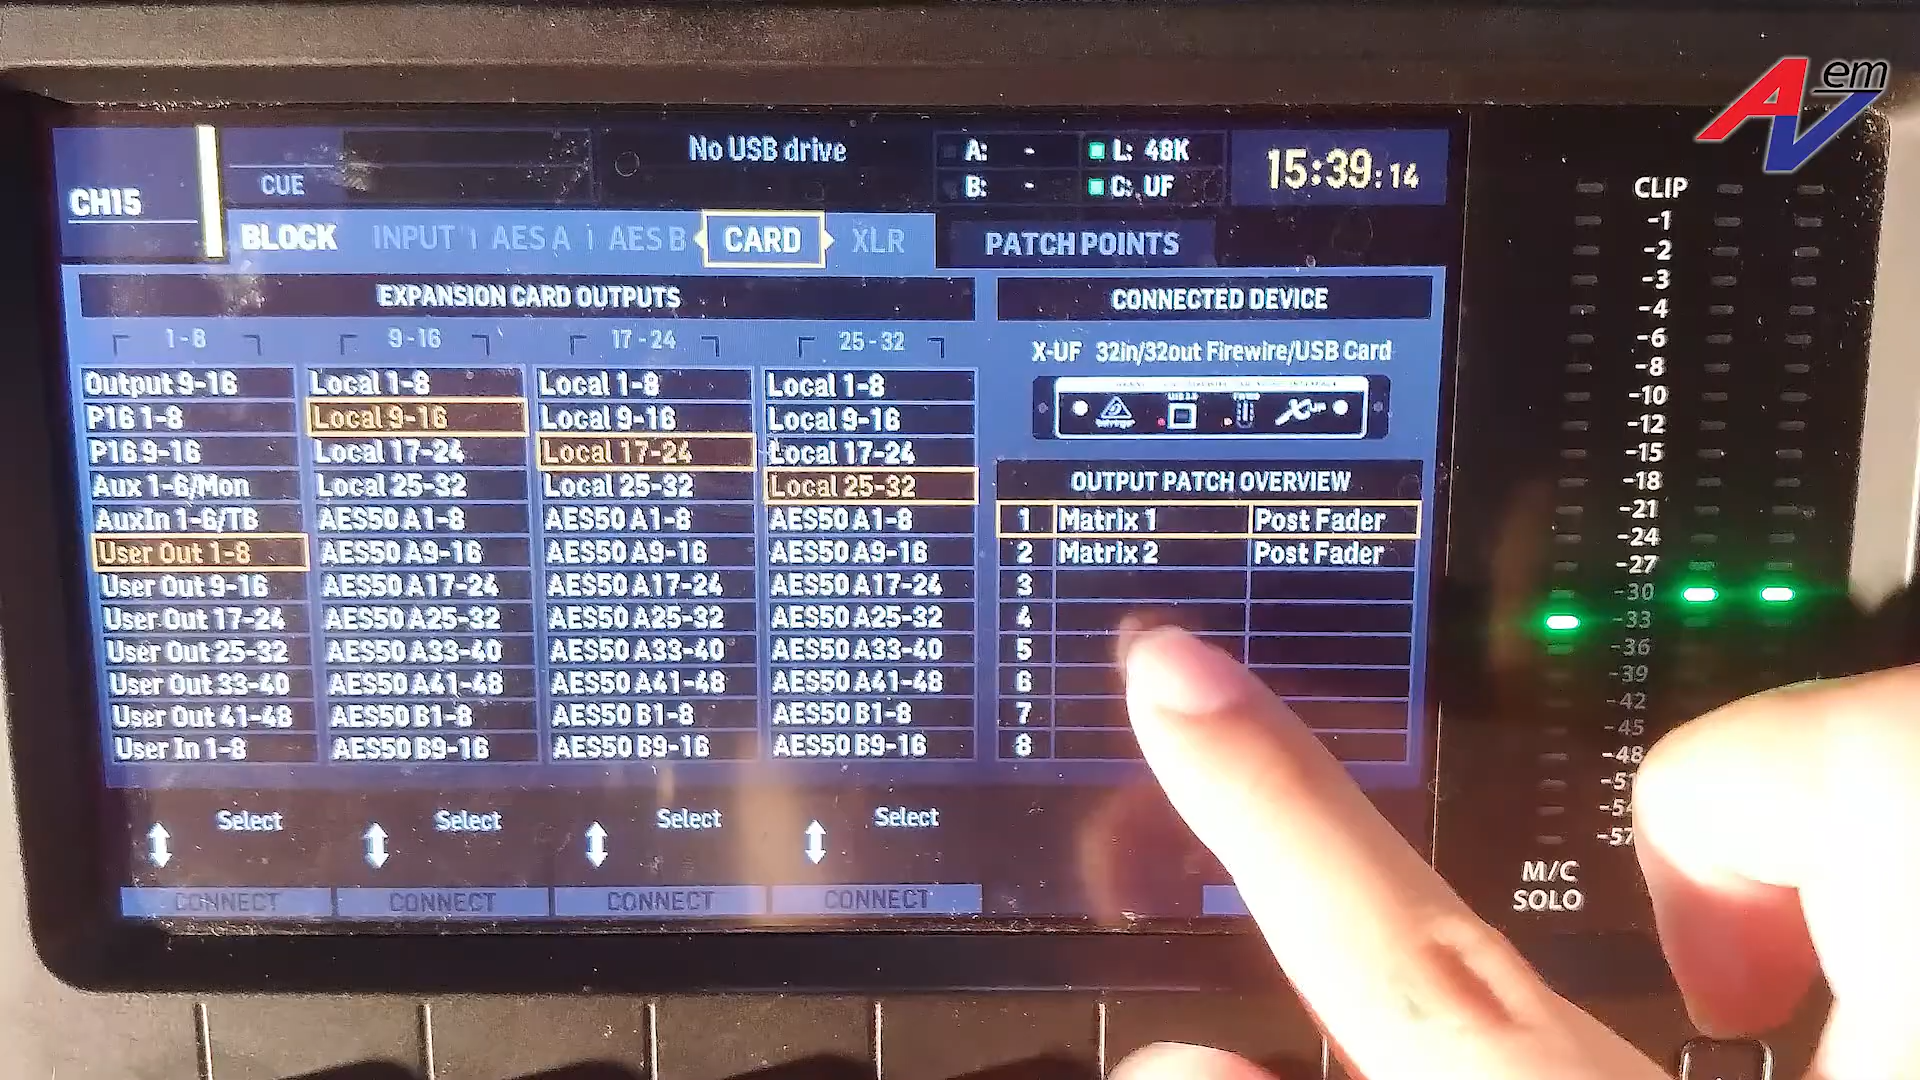 AV em
CH15
CUE
No USB drive
A: -
B: -
L: 48K
C: UF
15:39:14
BLOCK INPUT AES A AES B CARD XLR PATCH POINTS
EXPANSION CARD OUTPUTS
1-8 9-16 17-24 25-32
Output 9-16 Local 1-8 Local 1-8 Local 1-8
P16 1-8 Local 9-16 Local 9-16 Local 9-16
P16 9-16 Local 17-24 Local 17-24 Local 17-24
Aux 1-6/Mon Local 25-32 Local 25-32 Local 25-32
AuxIn 1-6/TB AES50 A1-8 AES50 A1-8 AES50 A1-8
User Out 1-8 AES50 A9-16 AES50 A9-16 AES50 A9-16
User Out 9-16 AES50 A17-24 AES50 A17-24 AES50 A17-24
User Out 17-24 AES50 A25-32 AES50 A25-32 AES50 A25-32
User Out 25-32 AES50 A33-40 AES50 A33-40 AES50 A33-40
User Out 33-40 AES50 A41-48 AES50 A41-48 AES50 A41-48
User Out 41-48 AES50 B1-8 AES50 B1-8 AES50 B1-8
User In 1-8 AES50 B9-16 AES50 B9-16 AES50 B9-16
Select Select Select Select
CONNECT CONNECT CONNECT CONNECT
CONNECTED DEVICE
X-UF 32in/32out Firewire/USB Card
OUTPUT PATCH OVERVIEW
1 Matrix 1 Post Fader
2 Matrix 2 Post Fader
3
4
5
6
7
8
CLIP
-1
-2
-3
-4
-6
-8
-10
-12
-15
-18
-21
-24
-27
-30
-33
-36
-39
-42
-45
-48
-57
M/C
SOLO